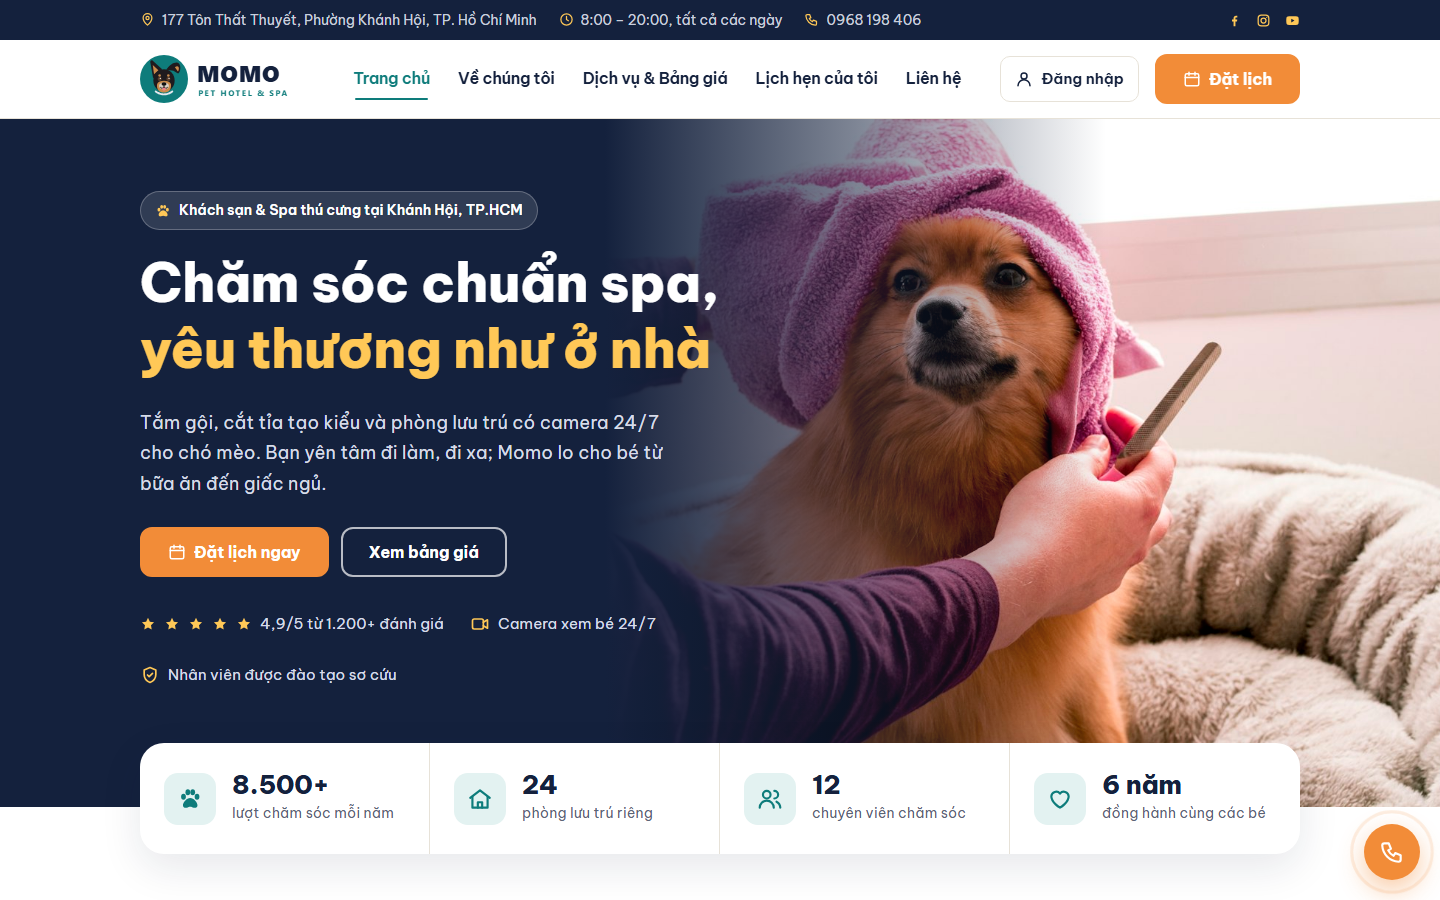 177 Tôn Thất Thuyết, Phường Khánh Hội, TP. Hồ Chí Minh
8:00 – 20:00, tất cả các ngày
0968 198 406
MOMO
PET HOTEL & SPA
Trang chủ
Về chúng tôi
Dịch vụ & Bảng giá
Lịch hẹn của tôi
Liên hệ
Đăng nhập
Đặt lịch
Khách sạn & Spa thú cưng tại Khánh Hội, TP.HCM
Chăm sóc chuẩn spa,
yêu thương như ở nhà
Tắm gội, cắt tỉa tạo kiểu và phòng lưu trú có camera 24/7
cho chó mèo. Bạn yên tâm đi làm, đi xa; Momo lo cho bé từ
bữa ăn đến giấc ngủ.
Đặt lịch ngay
Xem bảng giá
4,9/5 từ 1.200+ đánh giá
Camera xem bé 24/7
Nhân viên được đào tạo sơ cứu
8.500+
lượt chăm sóc mỗi năm
24
phòng lưu trú riêng
12
chuyên viên chăm sóc
6 năm
đồng hành cùng các bé